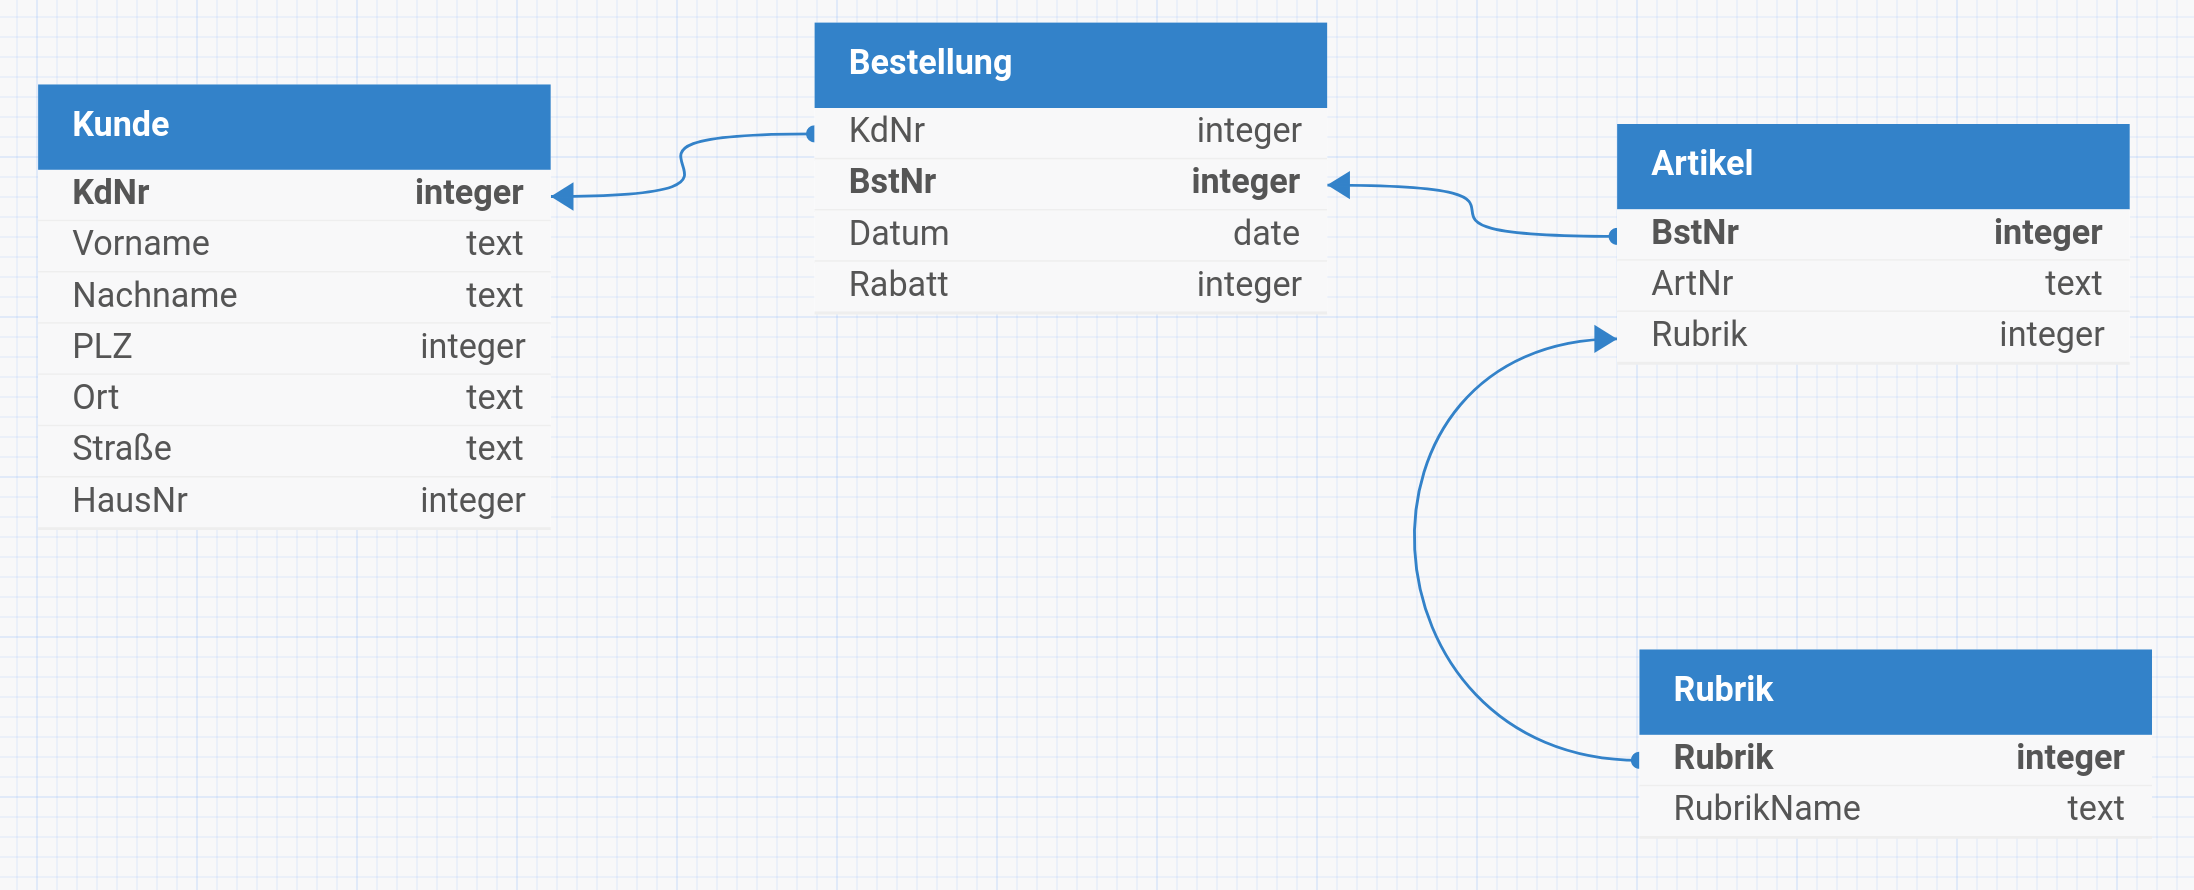 Kunde
KdNr integer
Vorname text
Nachname text
PLZ integer
Ort text
Straße text
HausNr integer
Bestellung
KdNr integer
BstNr integer
Datum date
Rabatt integer
Artikel
BstNr integer
ArtNr text
Rubrik integer
Rubrik
Rubrik integer
RubrikName text